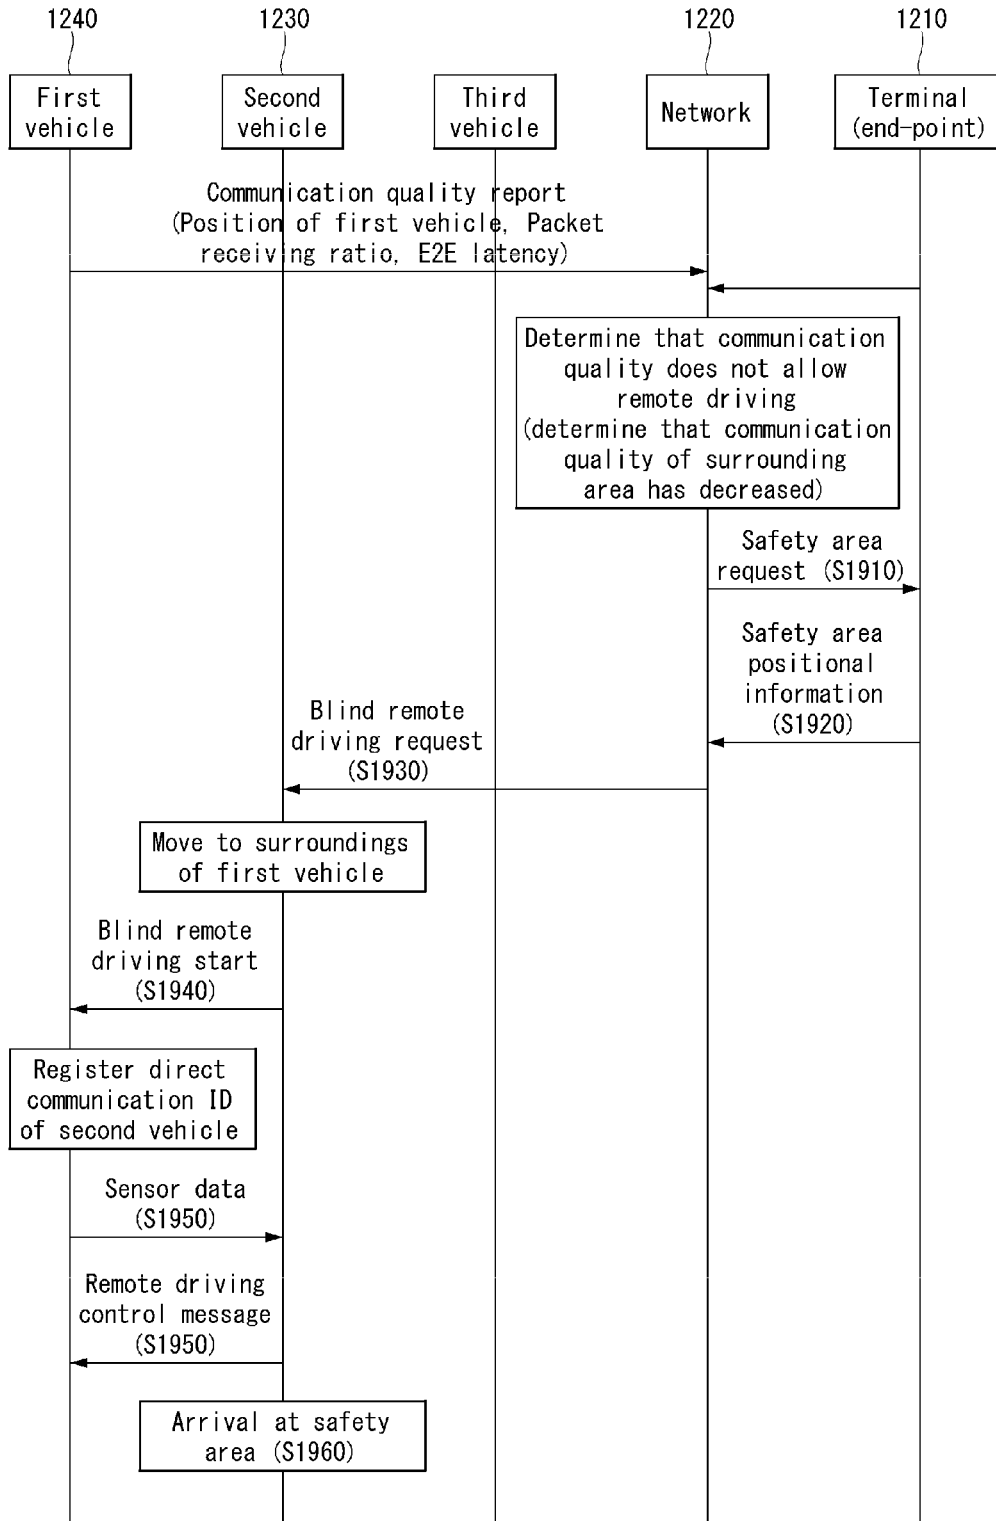 1240
1230
1220
1210
First
vehicle
Second
vehicle
Third
vehicle
Network
Terminal
(end-point)
Communication quality report
(Position of first vehicle, Packet
receiving ratio, E2E latency)
Determine that communication
quality does not allow
remote driving
(determine that communication
quality of surrounding
area has decreased)
Safety area
request (S1910)
Safety area
positional
information
(S1920)
Blind remote
driving request
(S1930)
Move to surroundings
of first vehicle
Blind remote
driving start
(S1940)
Register direct
communication ID
of second vehicle
Sensor data
(S1950)
Remote driving
control message
(S1950)
Arrival at safety
area (S1960)